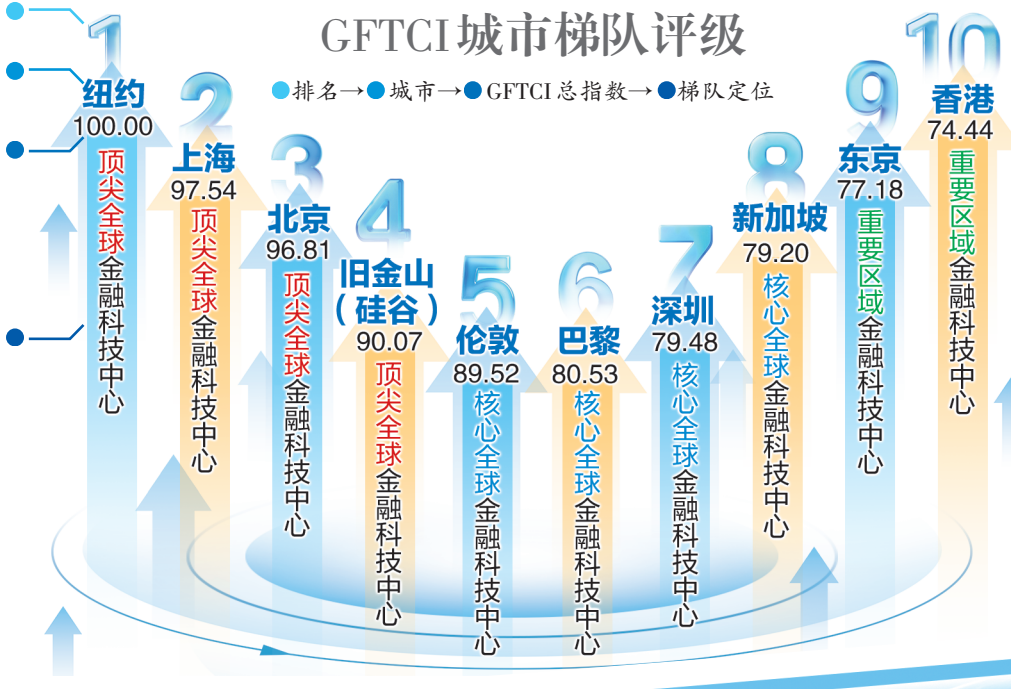 GFTCI城市梯队评级
排名→城市→GFTCI总指数→梯队定位
1
纽约
100.00
顶尖全球金融科技中心
2
上海
97.54
顶尖全球金融科技中心
3
北京
96.81
顶尖全球金融科技中心
4
旧金山
（硅谷）
90.07
顶尖全球金融科技中心
5
伦敦
89.52
核心全球金融科技中心
6
巴黎
80.53
核心全球金融科技中心
7
深圳
79.48
核心全球金融科技中心
8
新加坡
79.20
核心全球金融科技中心
9
东京
77.18
重要区域金融科技中心
10
香港
74.44
重要区域金融科技中心